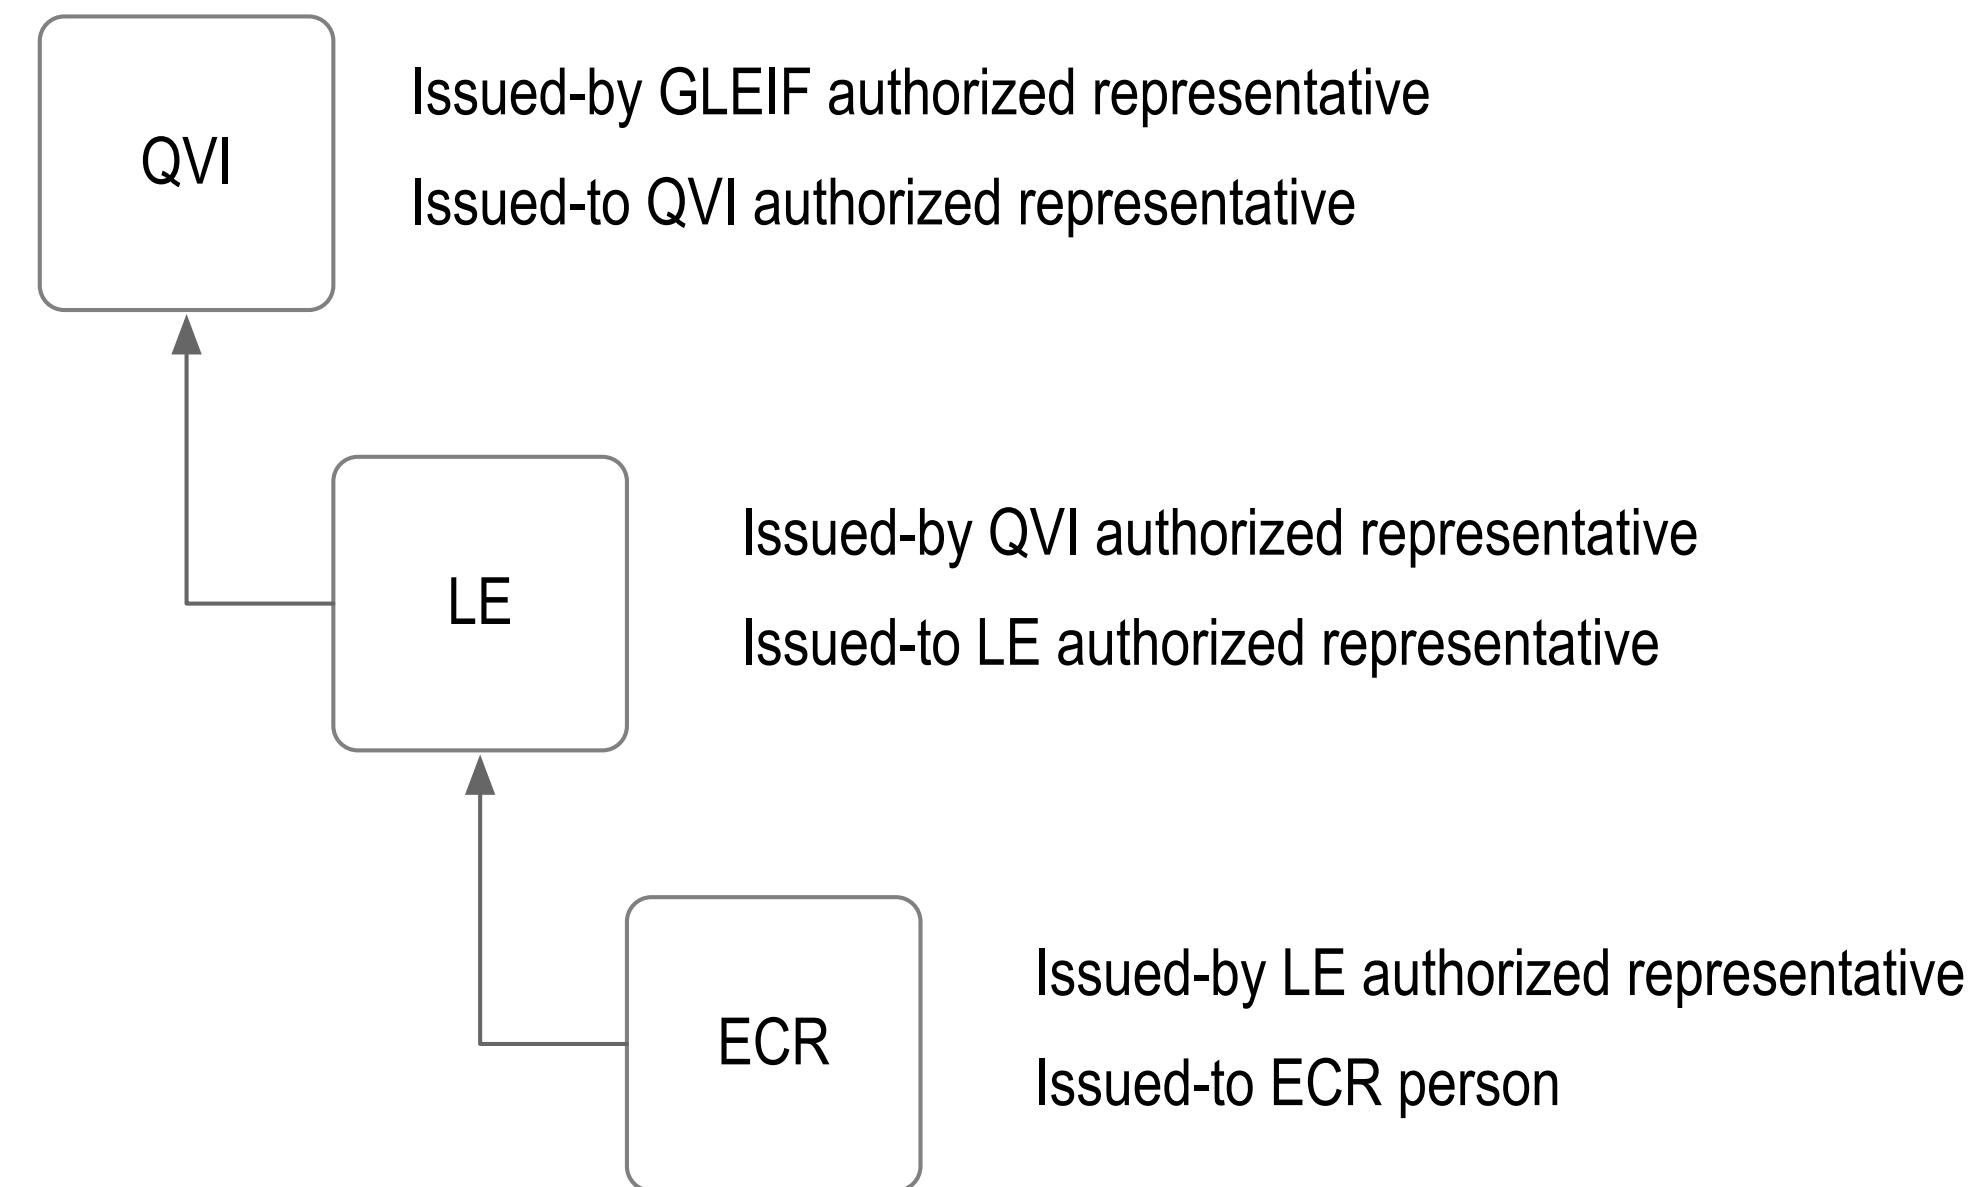 QVI
Issued-by GLEIF authorized representative
Issued-to QVI authorized representative
LE
Issued-by QVI authorized representative
Issued-to LE authorized representative
ECR
Issued-by LE authorized representative
Issued-to ECR person